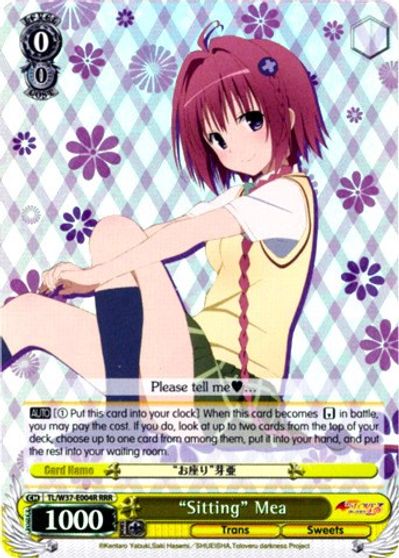 0
0
Please tell me♥...
AUTO [① Put this card into your clock] When this card becomes [ ] in battle,
you may pay the cost. If you do, look at up to two cards from the top of your
deck, choose up to one card from among them, put it into your hand, and put
the rest into your waiting room.
Card Name
"お座り"芽亜
CH TL/W37-E004R RRR
"Sitting" Mea
1000
Trans
Sweets
©Kentaro Yabuki,Saki Hasemi／SHUEISHA,Toloveru darkness Project